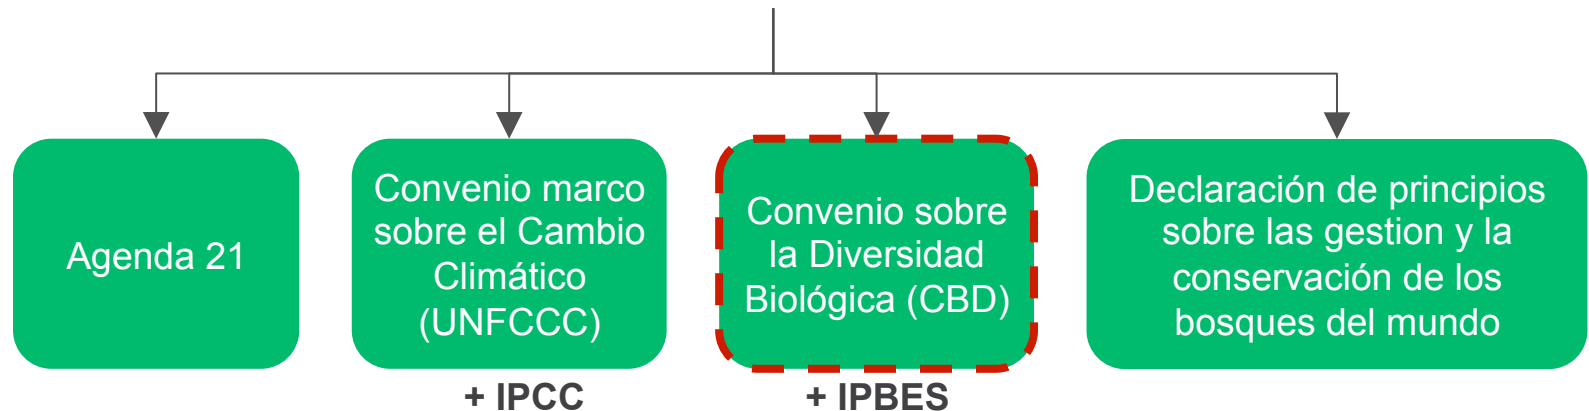 Agenda 21
Convenio marco
sobre el Cambio
Climático
(UNFCCC)
+ IPCC
Convenio sobre
la Diversidad
Biológica (CBD)
+ IPBES
Declaración de principios
sobre las gestion y la
conservación de los
bosques del mundo